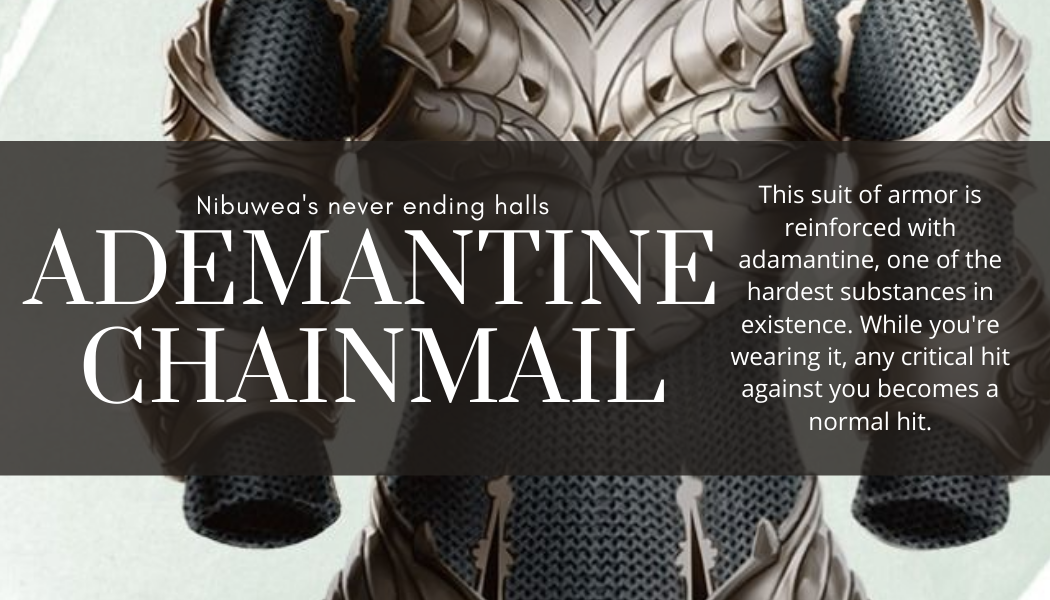 Nibuwea's never ending halls
ADEMANTINE
CHAINMAIL
This suit of armor is
reinforced with
adamantine, one of the
hardest substances in
existence. While you're
wearing it, any critical hit
against you becomes a
normal hit.